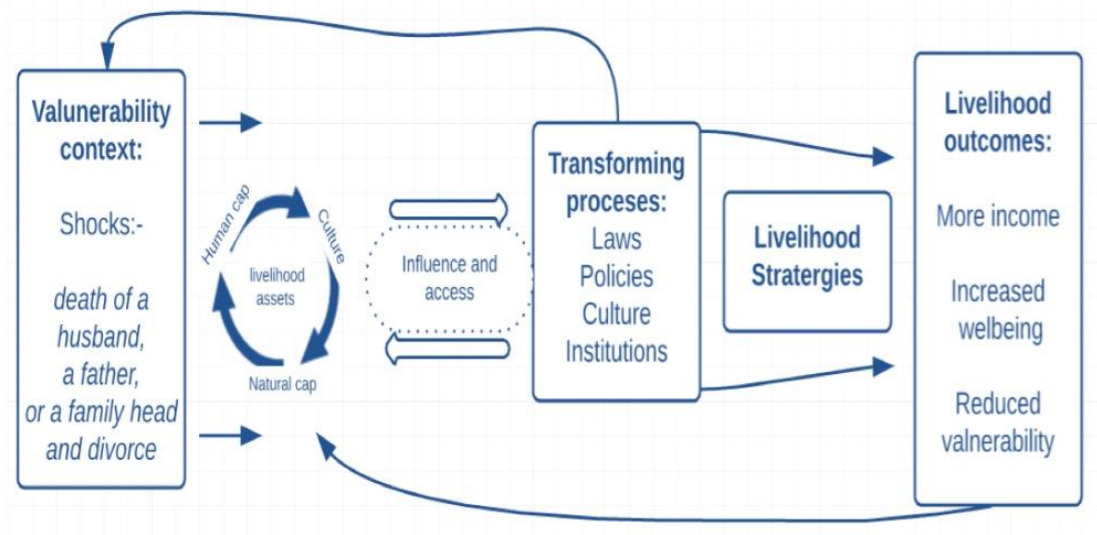 Valunerability
context:
Shocks:-
death of a
husband,
a father,
or a family head
and divorce
Human cap
Culture
livelihood
assets
Natural cap
Influence and
access
Transforming
proceses:
Laws
Policies
Culture
Institutions
Livelihood
Stratergies
Livelihood
outcomes:
More income
Increased
welbeing
Reduced
valnerability